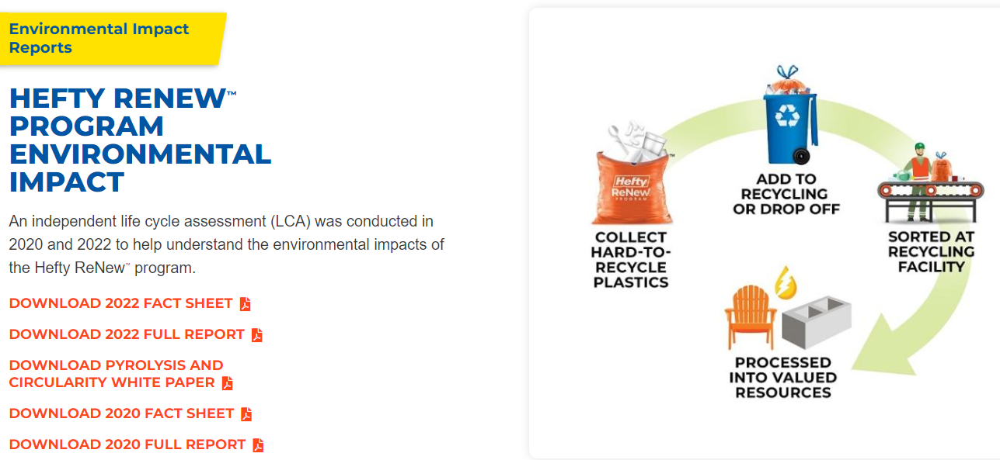 Environmental Impact
Reports
HEFTY RENEW™
PROGRAM
ENVIRONMENTAL
IMPACT
An independent life cycle assessment (LCA) was conducted in
2020 and 2022 to help understand the environmental impacts of
the Hefty ReNew™ program.
DOWNLOAD 2022 FACT SHEET
DOWNLOAD 2022 FULL REPORT
DOWNLOAD PYROLYSIS AND
CIRCULARITY WHITE PAPER
DOWNLOAD 2020 FACT SHEET
DOWNLOAD 2020 FULL REPORT
Hefty
ReNew
PROGRAM
™
COLLECT
HARD-TO-
RECYCLE
PLASTICS
ADD TO
RECYCLING
OR DROP OFF
SORTED AT
RECYCLING
FACILITY
PROCESSED
INTO VALUED
RESOURCES